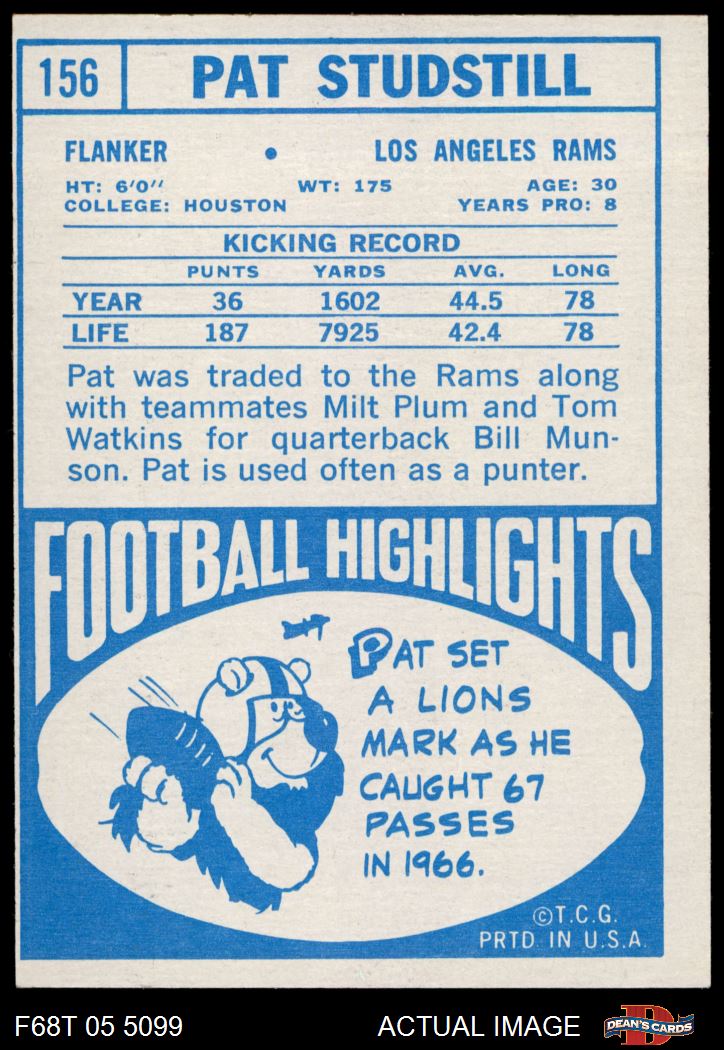 156 PAT STUDSTILL
FLANKER • LOS ANGELES RAMS
HT: 6'0" WT: 175 AGE: 30
COLLEGE: HOUSTON YEARS PRO: 8
KICKING RECORD
PUNTS YARDS AVG. LONG
YEAR 36 1602 44.5 78
LIFE 187 7925 42.4 78
Pat was traded to the Rams along
with teammates Milt Plum and Tom
Watkins for quarterback Bill Mun-
son. Pat is used often as a punter.
FOOTBALL HIGHLIGHTS
PAT SET
A LIONS
MARK AS HE
CAUGHT 67
PASSES
IN 1966.
©T.C.G.
PRTD. IN U.S.A.
F68T 05 5099 ACTUAL IMAGE D DEAN'S CARDS